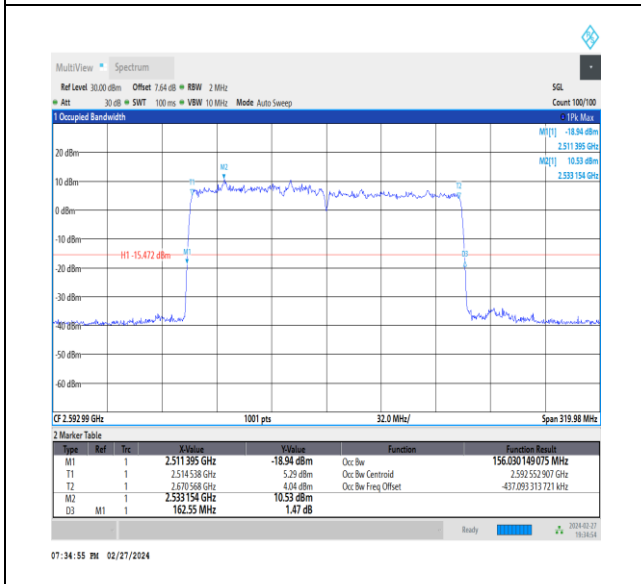 MultiView Spectrum
Ref Level 30.00 dBm Offset 7.64 dB RBW 2 MHz SGL
Att 30 dB SWT 100 ms VBW 10 MHz Mode Auto Sweep Count 100/100
1 Occupied Bandwidth 1Pk Max
M1[1] -18.94 dBm
2.511 395 GHz
M2[1] 10.53 dBm
2.533 154 GHz
20 dBm
M2
10 dBm
T1 T2
0 dBm
-10 dBm
H1 -15.472 dBm M1 D3
-20 dBm
-30 dBm
-40 dBm
-50 dBm
-60 dBm
CF 2.592 99 GHz 1001 pts 32.0 MHz/ Span 319.98 MHz
2 Marker Table
Type Ref Trc X-Value Y-Value Function Function Result
M1 1 2.511 395 GHz -18.94 dBm Occ Bw 156.030 149 075 MHz
T1 1 2.514 538 GHz 5.29 dBm Occ Bw Centroid 2.592 552 907 GHz
T2 1 2.670 568 GHz 4.04 dBm Occ Bw Freq Offset -437.093 313 721 kHz
M2 1 2.533 154 GHz 10.53 dBm
D3 M1 1 162.55 MHz 1.47 dB
Ready 2024-02-27
19:34:54
07:34:55 PM 02/27/2024